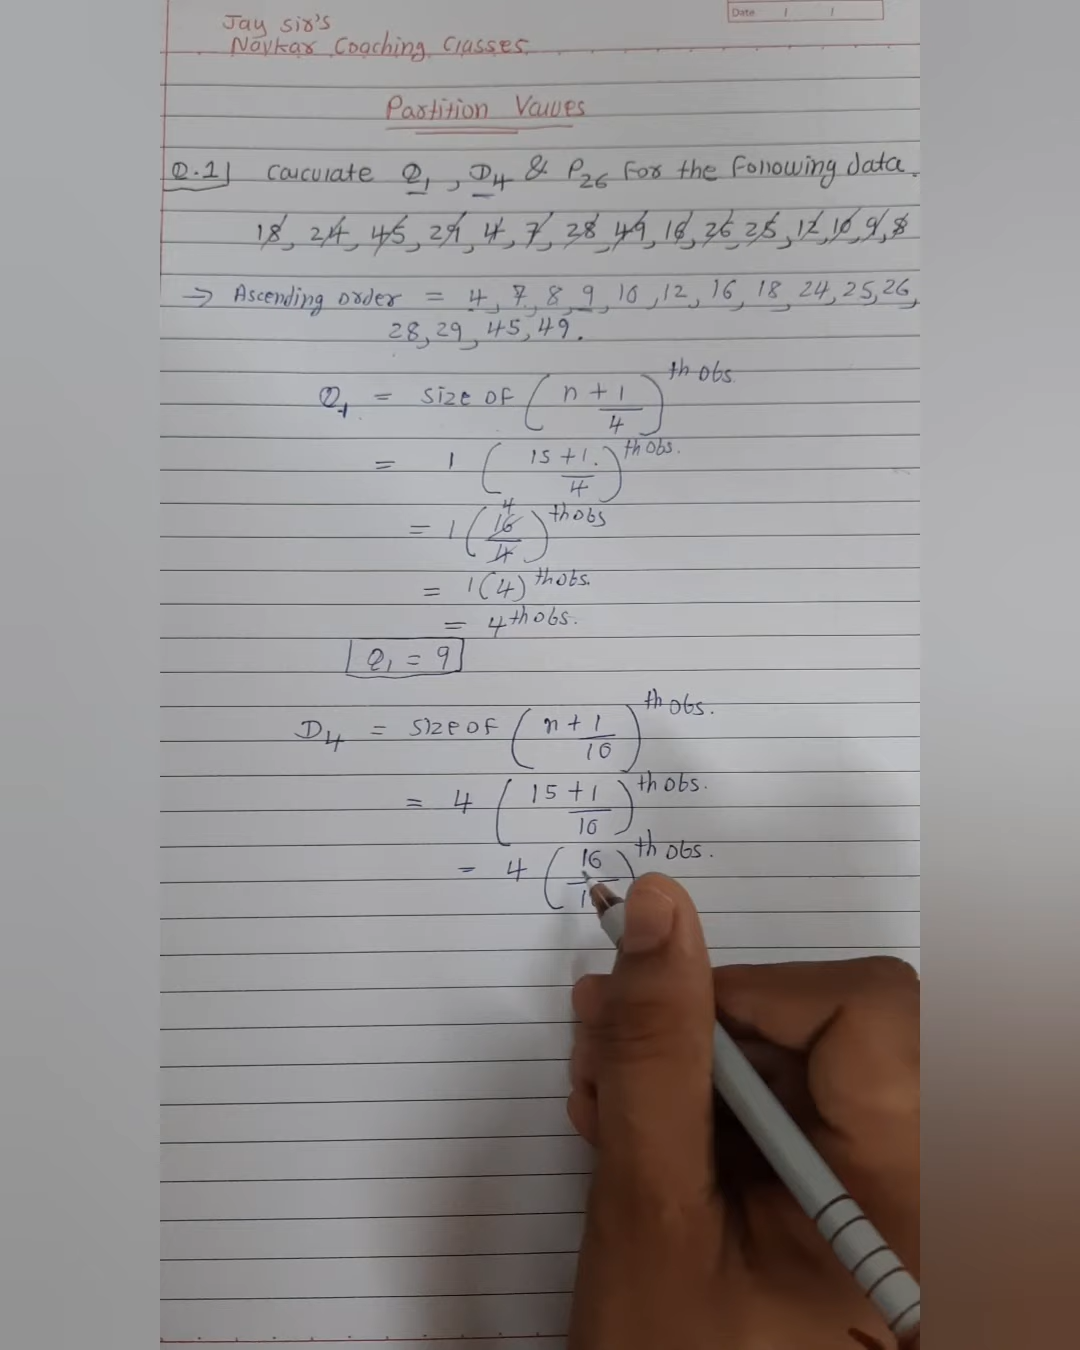 Date / /
Jay Sir's
Navkar Coaching Classes.
Partition Values
Q.1] Calculate Q1, D4 & P26 For the Following data.
18, 24, 45, 29, 4, 7, 28, 49, 16, 26, 25, 12, 10, 9, 8
→ Ascending order = 4, 7, 8, 9, 10, 12, 16, 18, 24, 25, 26,
28, 29, 45, 49.
Q1 = Size of (n + 1 / 4) th obs.
= 1 (15 + 1 / 4) th obs.
= 1 (16 / 4) 4 th obs
= 1 (4) th obs.
= 4 th obs.
Q1 = 9
D4 = Size of (n + 1 / 10) th obs.
= 4 (15 + 1 / 10) th obs.
= 4 (16 / th obs.